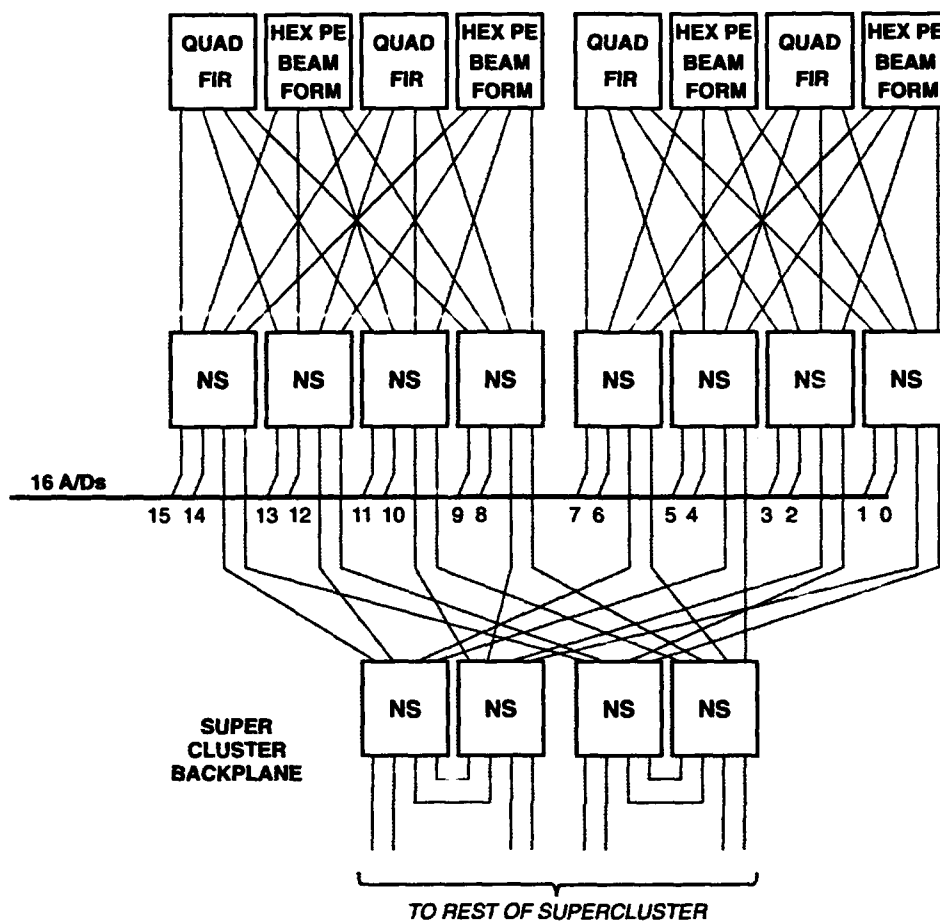 QUAD FIR
HEX PE BEAM FORM
QUAD FIR
HEX PE BEAM FORM
QUAD FIR
HEX PE BEAM FORM
QUAD FIR
HEX PE BEAM FORM
NS NS NS NS NS NS NS NS
16 A/Ds
15 14 13 12 11 10 9 8 7 6 5 4 3 2 1 0
NS NS NS NS
SUPER
CLUSTER
BACKPLANE
TO REST OF SUPERCLUSTER